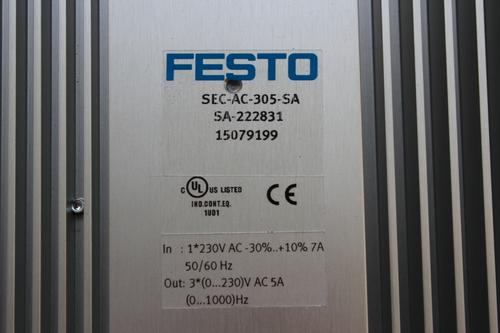 FESTO
SEC-AC-305-SA
SA-222831
15079199
C UL US LISTED CE
IND.CONT.EQ.
1UD1
In : 1*230V AC -30%..+10% 7A
50/60 Hz
Out: 3*(0...230)V AC 5A
(0...1000)Hz